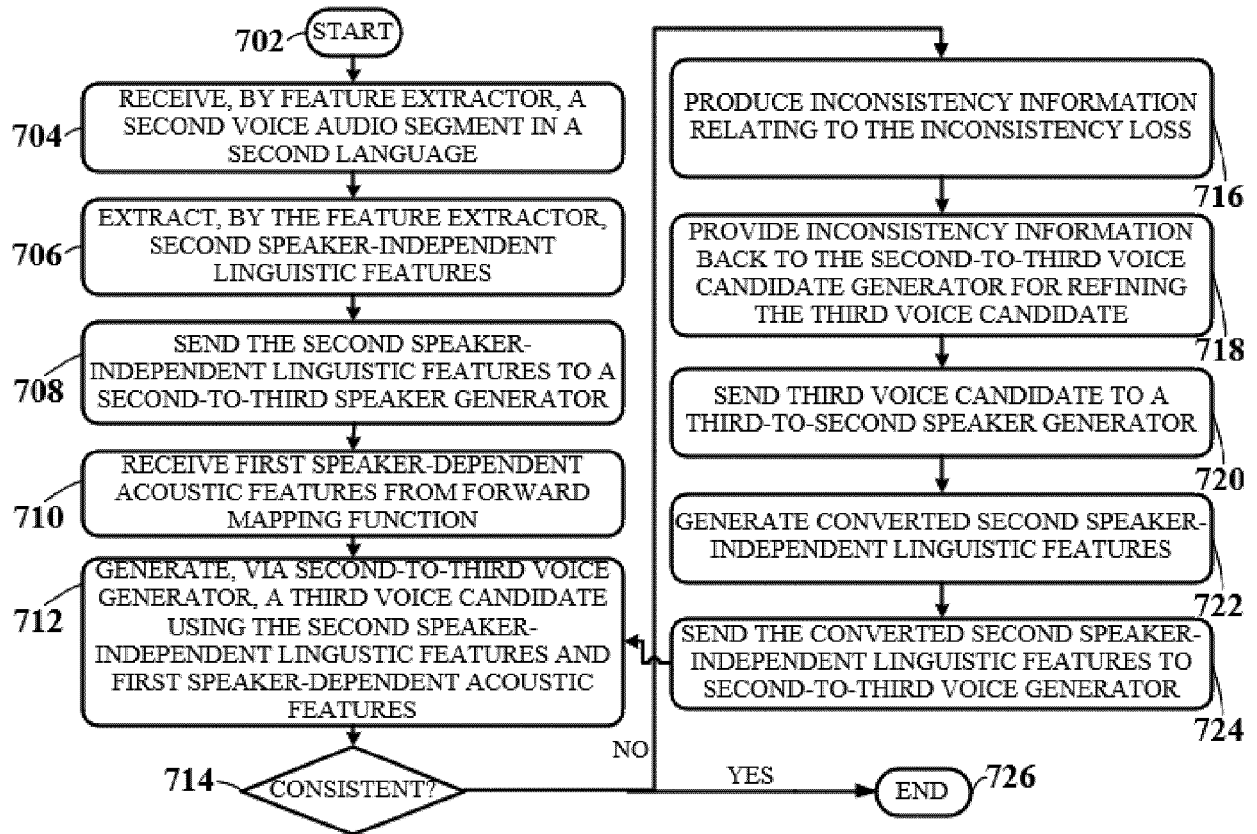 702
START
704
RECEIVE, BY FEATURE EXTRACTOR, A
SECOND VOICE AUDIO SEGMENT IN A
SECOND LANGUAGE
706
EXTRACT, BY THE FEATURE EXTRACTOR,
SECOND SPEAKER-INDEPENDENT
LINGUISTIC FEATURES
708
SEND THE SECOND SPEAKER-
INDEPENDENT LINGUISTIC FEATURES TO A
SECOND-TO-THIRD SPEAKER GENERATOR
710
RECEIVE FIRST SPEAKER-DEPENDENT
ACOUSTIC FEATURES FROM FORWARD
MAPPING FUNCTION
712
GENERATE, VIA SECOND-TO-THIRD VOICE
GENERATOR, A THIRD VOICE CANDIDATE
USING THE SECOND SPEAKER-
INDEPENDENT LINGUSTIC FEATURES AND
FIRST SPEAKER-DEPENDENT ACOUSTIC
FEATURES
714
CONSISTENT?
NO
YES
PRODUCE INCONSISTENCY INFORMATION
RELATING TO THE INCONSISTENCY LOSS
716
PROVIDE INCONSISTENCY INFORMATION
BACK TO THE SECOND-TO-THIRD VOICE
CANDIDATE GENERATOR FOR REFINING
THE THIRD VOICE CANDIDATE
718
SEND THIRD VOICE CANDIDATE TO A
THIRD-TO-SECOND SPEAKER GENERATOR
720
GENERATE CONVERTED SECOND SPEAKER-
INDEPENDENT LINGUISTIC FEATURES
722
SEND THE CONVERTED SECOND SPEAKER-
INDEPENDENT LINGUISTIC FEATURES TO
SECOND-TO-THIRD VOICE GENERATOR
724
END
726